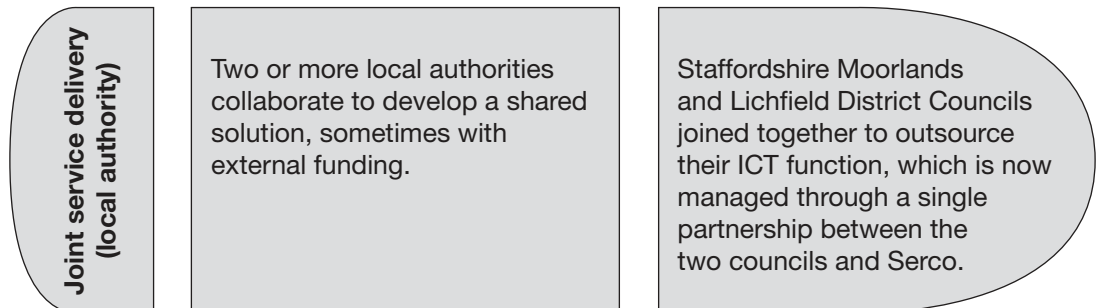 Joint service delivery
(local authority)
Two or more local authorities
collaborate to develop a shared
solution, sometimes with
external funding.
Staffordshire Moorlands
and Lichfield District Councils
joined together to outsource
their ICT function, which is now
managed through a single
partnership between the
two councils and Serco.